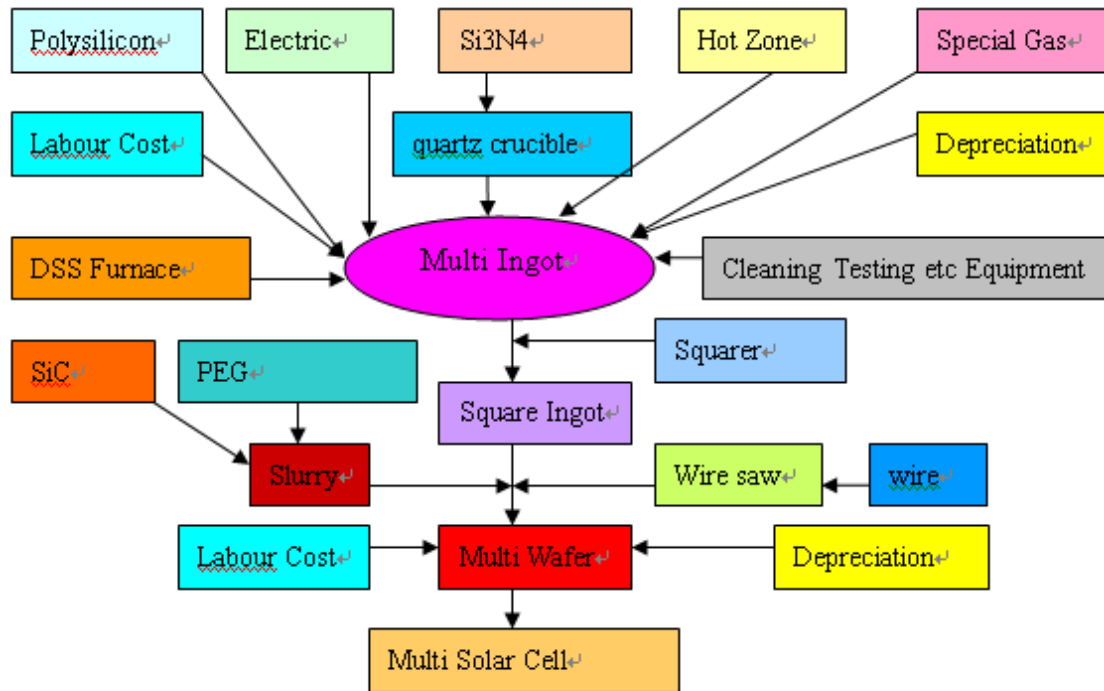 Polysilicon
Electric
Si3N4
Hot Zone
Special Gas
Labour Cost
quartz crucible
Depreciation
DSS Furnace
Multi Ingot
Cleaning Testing etc Equipment
Squarer
SiC
PEG
Square Ingot
Slurry
Wire saw
wire
Labour Cost
Multi Wafer
Depreciation
Multi Solar Cell